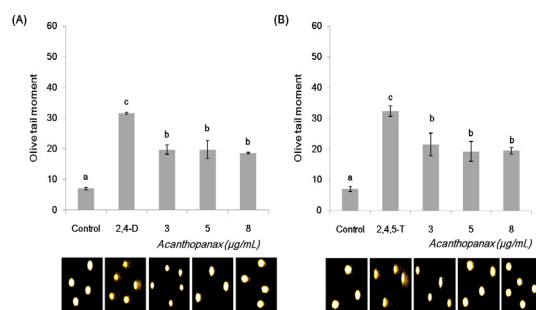 (A)
60
50
40
30
20
10
0
Olive tail moment
a
c
b
b
b
Control 2,4-D 3 5 8
Acanthopanax (µg/mL)
(B)
60
50
40
30
20
10
0
Olive tail moment
a
c
b
b
b
Control 2,4,5-T 3 5 8
Acanthopanax (µg/mL)